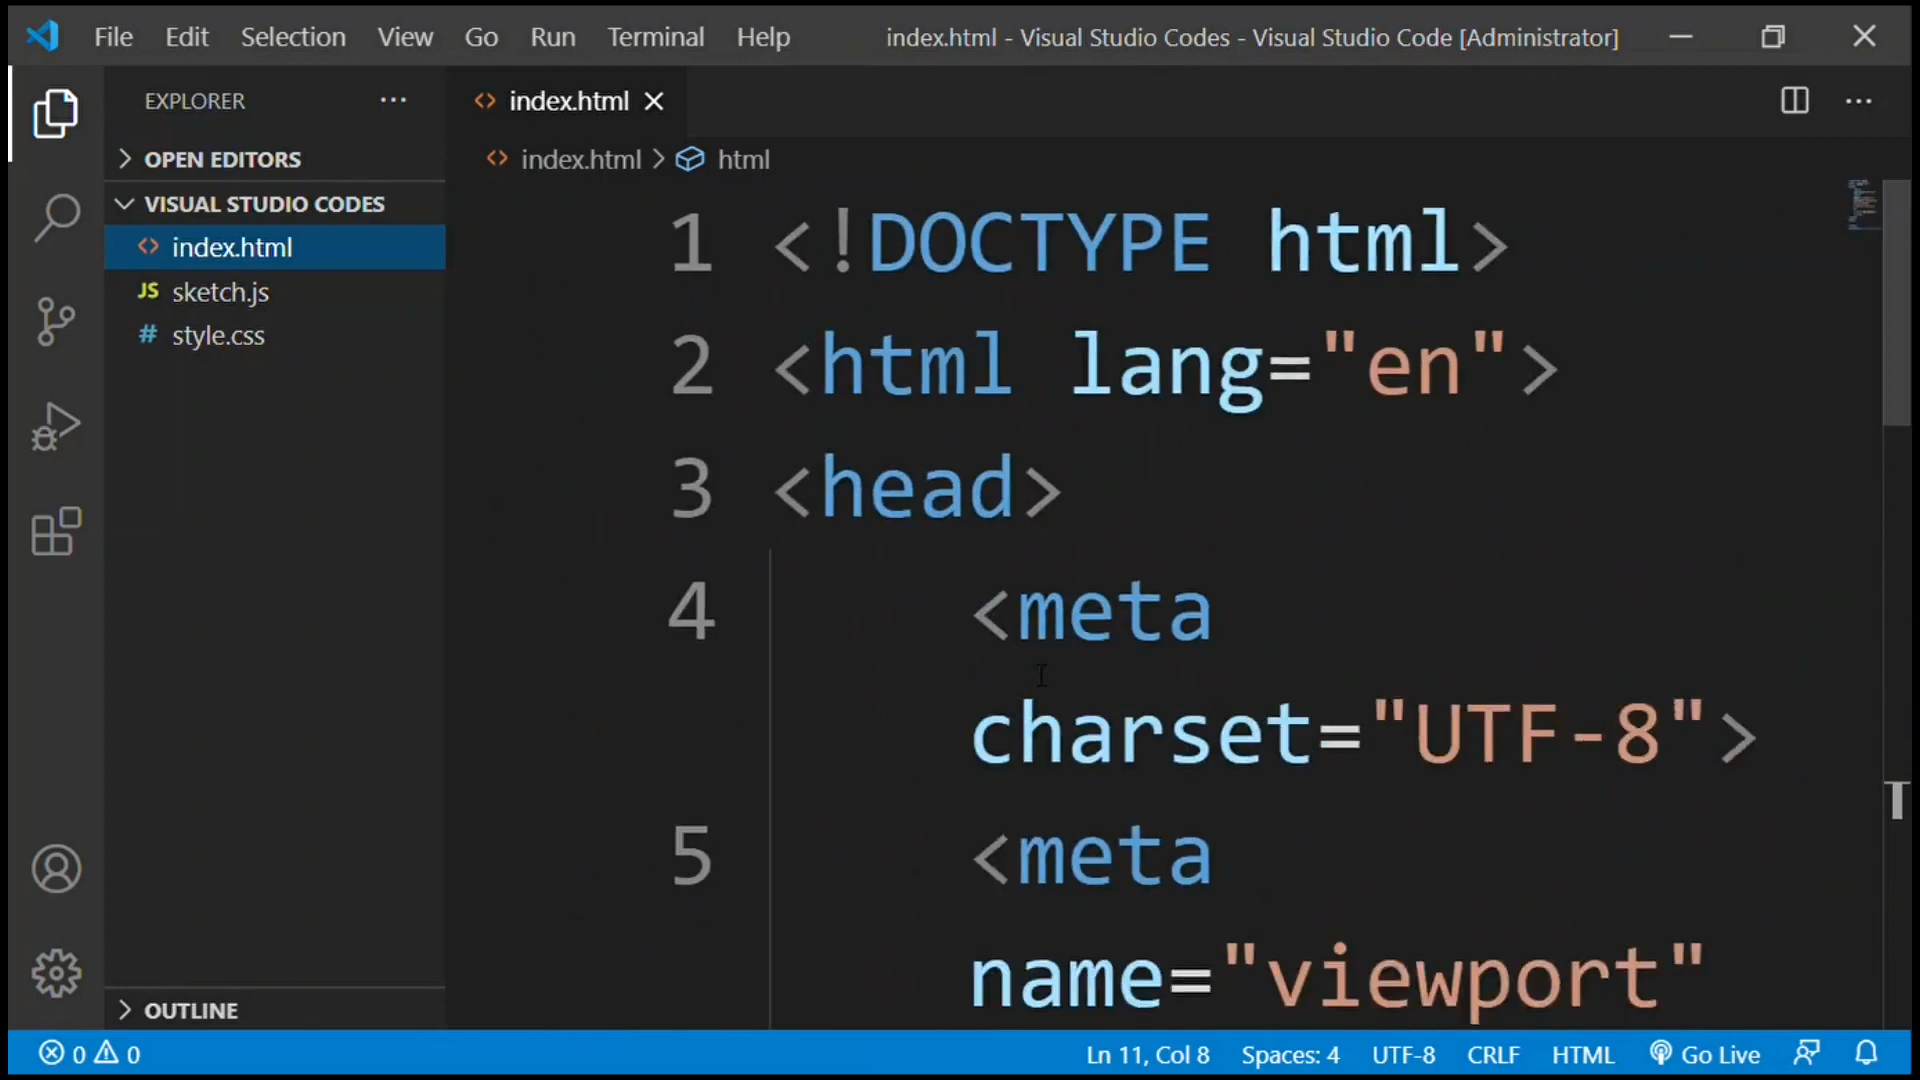 File Edit Selection View Go Run Terminal Help index.html - Visual Studio Codes - Visual Studio Code [Administrator]
EXPLORER
OPEN EDITORS
VISUAL STUDIO CODES
index.html
JS sketch.js
# style.css
OUTLINE
index.html
index.html > html
1 <!DOCTYPE html>
2 <html lang="en">
3 <head>
4 <meta
charset="UTF-8">
5 <meta
name="viewport"
0 0 Ln 11, Col 8 Spaces: 4 UTF-8 CRLF HTML Go Live